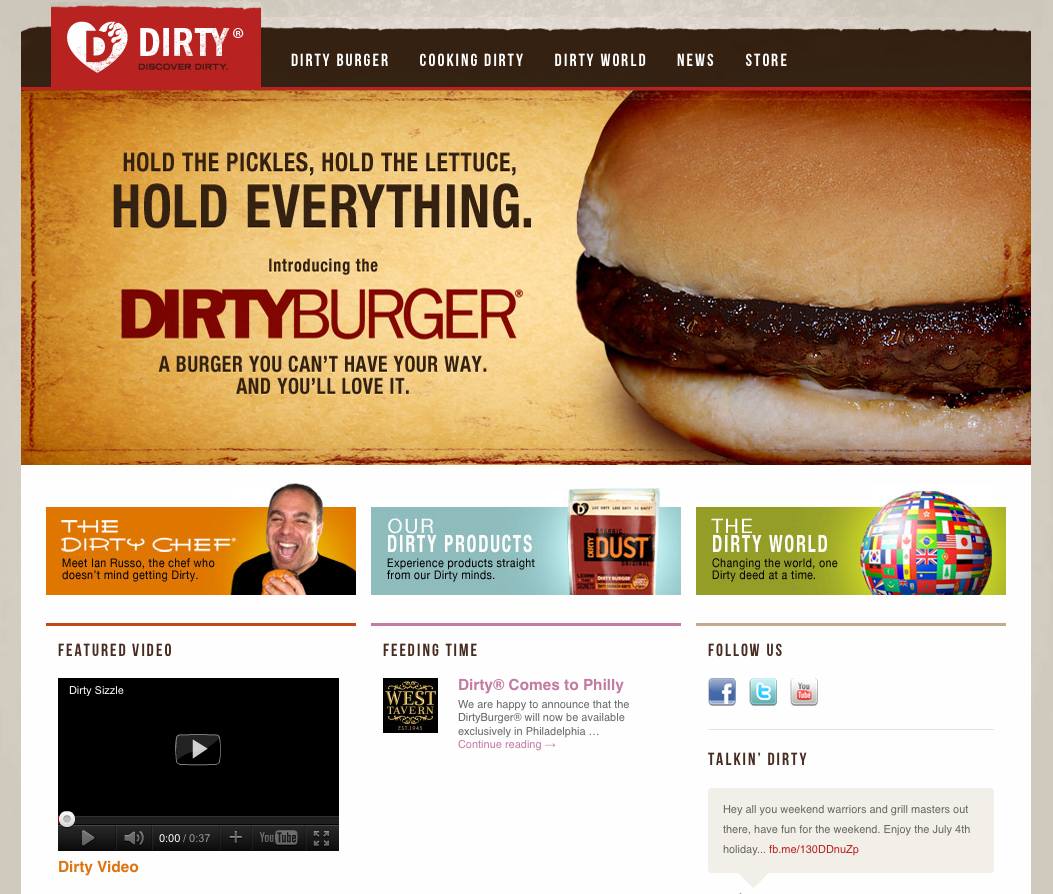 DIRTY®
DISCOVER DIRTY.
DIRTY BURGER COOKING DIRTY DIRTY WORLD NEWS STORE
HOLD THE PICKLES, HOLD THE LETTUCE,
HOLD EVERYTHING.
Introducing the
DIRTYBURGER®
A BURGER YOU CAN'T HAVE YOUR WAY.
AND YOU'LL LOVE IT.
THE
DIRTY CHEF®
Meet Ian Russo, the chef who
doesn't mind getting Dirty.
OUR
DIRTY PRODUCTS
Experience products straight
from our Dirty minds.
DIRTY
DUST
DIRTYBURGER
THE
DIRTY WORLD
Changing the world, one
Dirty deed at a time.
FEATURED VIDEO
Dirty Sizzle
0:00 / 0:37
YouTube
Dirty Video
FEEDING TIME
WEST
TAVERN
EST. 1945
Dirty® Comes to Philly
We are happy to announce that the
DirtyBurger® will now be available
exclusively in Philadelphia …
Continue reading →
FOLLOW US
f
t
You
Tube
TALKIN' DIRTY
Hey all you weekend warriors and grill masters out
there, have fun for the weekend. Enjoy the July 4th
holiday... fb.me/130DDnuZp